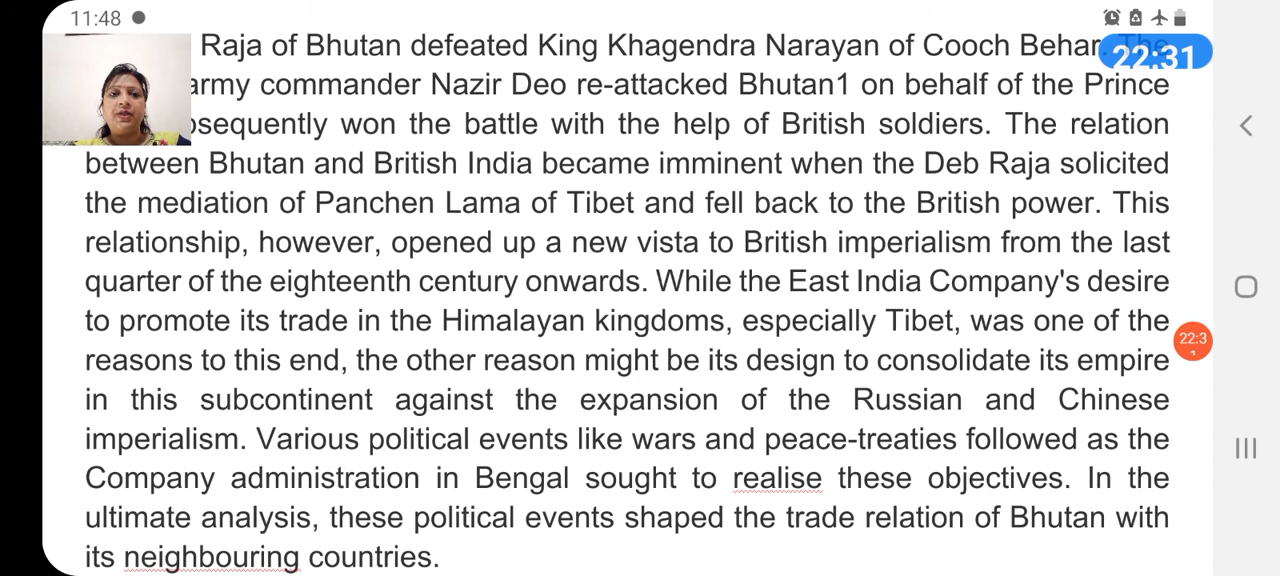 11:48
Raja of Bhutan defeated King Khagendra Narayan of Cooch Behar. The
22:31
army commander Nazir Deo re-attacked Bhutan1 on behalf of the Prince
won the battle with the help of British soldiers. The relation
between Bhutan and British India became imminent when the Deb Raja solicited
the mediation of Panchen Lama of Tibet and fell back to the British power. This
relationship, however, opened up a new vista to British imperialism from the last
quarter of the eighteenth century onwards. While the East India Company's desire
to promote its trade in the Himalayan kingdoms, especially Tibet, was one of the
reasons to this end, the other reason might be its design to consolidate its empire
22:3
1
in this subcontinent against the expansion of the Russian and Chinese
imperialism. Various political events like wars and peace-treaties followed as the
Company administration in Bengal sought to realise these objectives. In the
ultimate analysis, these political events shaped the trade relation of Bhutan with
its neighbouring countries.